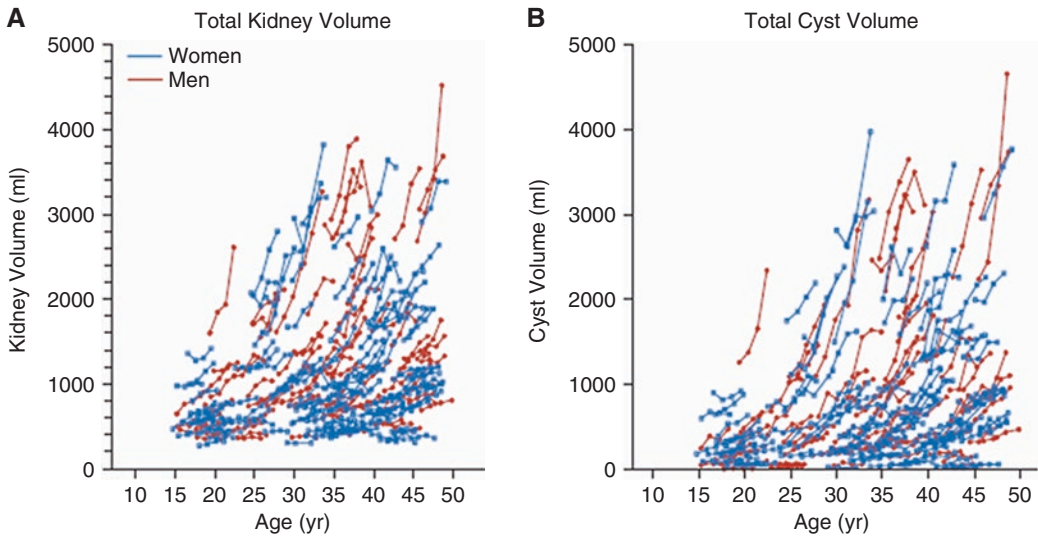 A
Total Kidney Volume
5000
4000
3000
2000
1000
0
Kidney Volume (ml)
Women
Men
10 15 20 25 30 35 40 45 50
Age (yr)
B
Total Cyst Volume
5000
4000
3000
2000
1000
0
Cyst Volume (ml)
10 15 20 25 30 35 40 45 50
Age (yr)